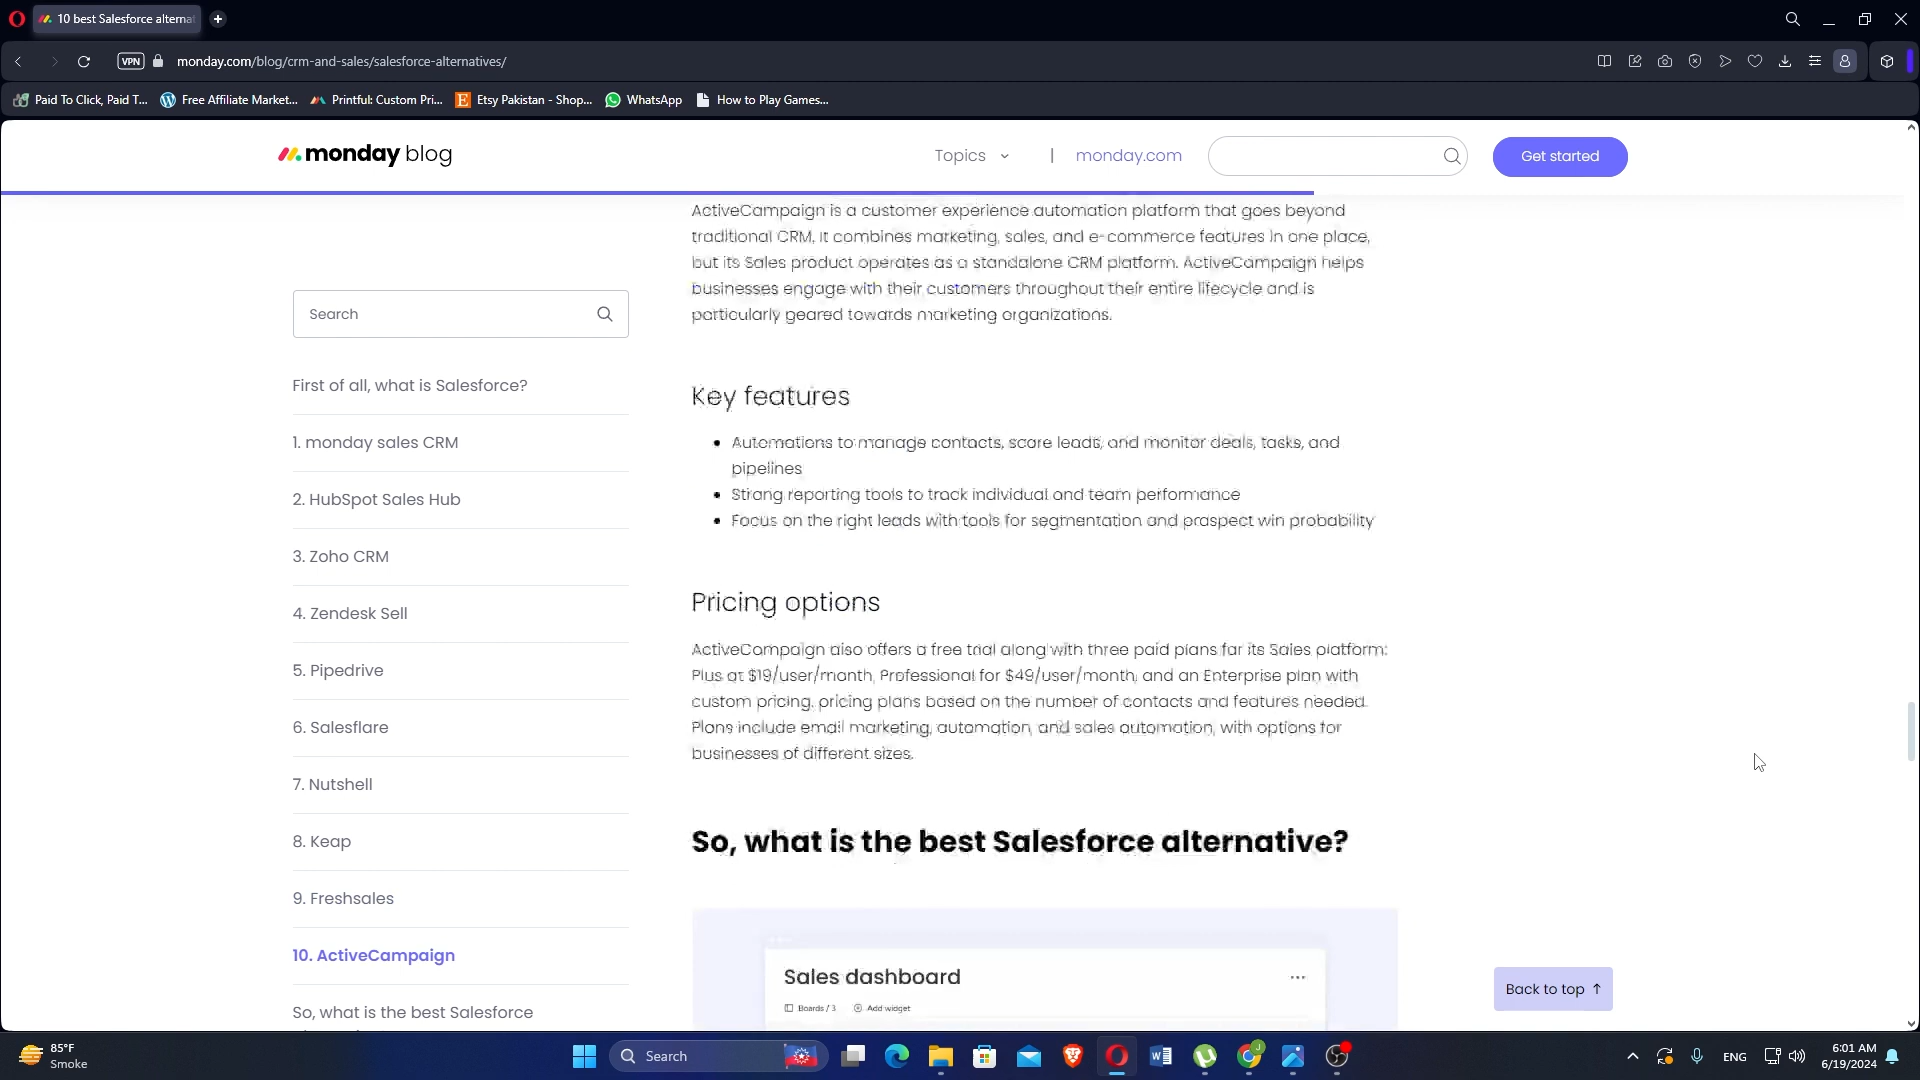 10 best Salesforce alternat
VPN
monday.com/blog/crm-and-sales/salesforce-alternatives/
Paid To Click, Paid T...
Free Affiliate Market...
Printful: Custom Pri...
Etsy Pakistan - Shop...
WhatsApp
How to Play Games...
monday blog
Topics
|
monday.com
Get started
Search
First of all, what is Salesforce?
1. monday sales CRM
2. HubSpot Sales Hub
3. Zoho CRM
4. Zendesk Sell
5. Pipedrive
6. Salesflare
7. Nutshell
8. Keap
9. Freshsales
10. ActiveCampaign
So, what is the best Salesforce
ActiveCampaign is a customer experience automation platform that goes beyond
traditional CRM. It combines marketing, sales, and e-commerce features in one place,
but its Sales product operates as a standalone CRM platform. ActiveCampaign helps
businesses engage with their customers throughout their entire lifecycle and is
particularly geared towards marketing organizations.
Key features
Automations to manage contacts, score leads, and monitor deals, tasks, and
pipelines
Strong reporting tools to track individual and team performance
Focus on the right leads with tools for segmentation and prospect win probability
Pricing options
ActiveCampaign also offers a free trial along with three paid plans for its Sales platform:
Plus at $19/user/month, Professional for $49/user/month, and an Enterprise plan with
custom pricing. pricing plans based on the number of contacts and features needed.
Plans include email marketing, automation, and sales automation, with options for
businesses of different sizes.
So, what is the best Salesforce alternative?
Sales dashboard
Boards / 3
Add widget
Back to top ↑
85°F
Smoke
Search
ENG
6:01 AM
6/19/2024